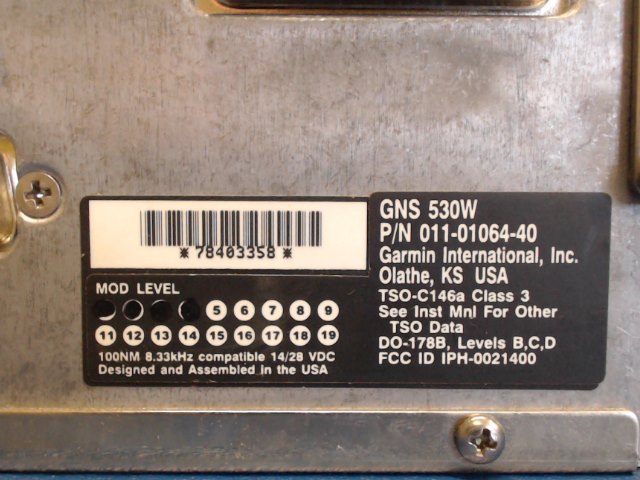 * 78403358 *
MOD LEVEL
5 6 7 8 9
11 12 13 14 15 16 17 18 19
100NM 8.33kHz compatible 14/28 VDC
Designed and Assembled in the USA
GNS 530W
P/N 011-01064-40
Garmin International, Inc.
Olathe, KS USA
TSO-C146a Class 3
See Inst Mnl For Other
TSO Data
DO-178B, Levels B,C,D
FCC ID IPH-0021400